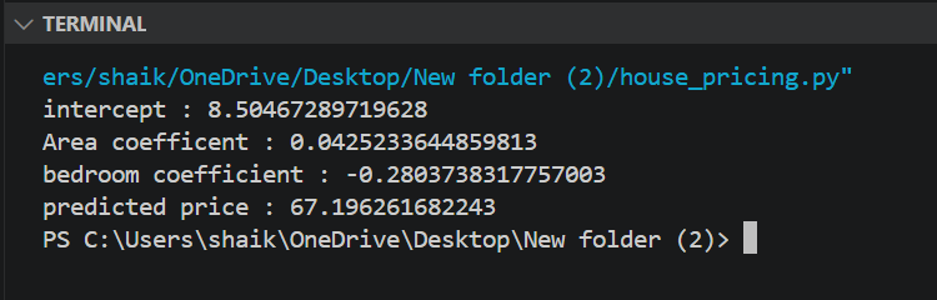 TERMINAL
ers/shaik/OneDrive/Desktop/New folder (2)/house_pricing.py"
intercept : 8.50467289719628
Area coefficent : 0.0425233644859813
bedroom coefficient : -0.2803738317757003
predicted price : 67.196261682243
PS C:\Users\shaik\OneDrive\Desktop\New folder (2)>